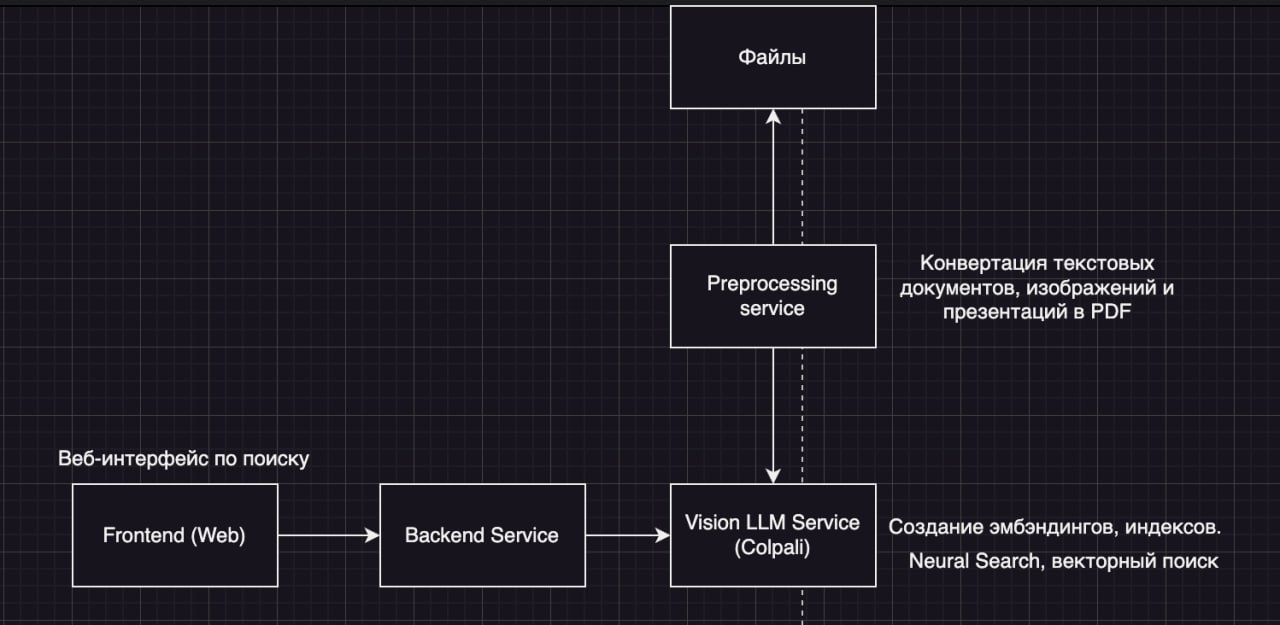 Файлы
Preprocessing
service
Конвертация текстовых
документов, изображений и
презентаций в PDF
Веб-интерфейс по поиску
Frontend (Web)
Backend Service
Vision LLM Service
(Colpali)
Создание эмбэндингов, индексов.
Neural Search, векторный поиск